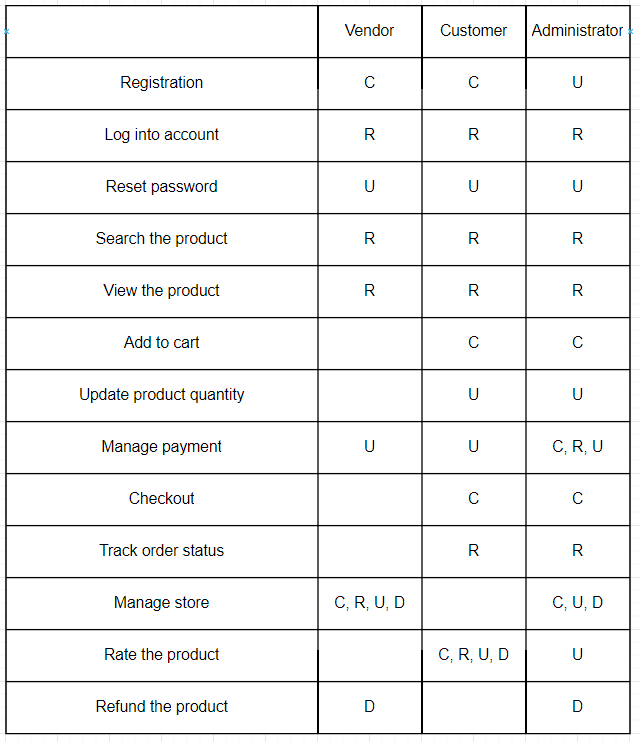 Vendor Customer Administrator
Registration C C U
Log into account R R R
Reset password U U U
Search the product R R R
View the product R R R
Add to cart C C
Update product quantity U U
Manage payment U U C, R, U
Checkout C C
Track order status R R
Manage store C, R, U, D C, U, D
Rate the product C, R, U, D U
Refund the product D D